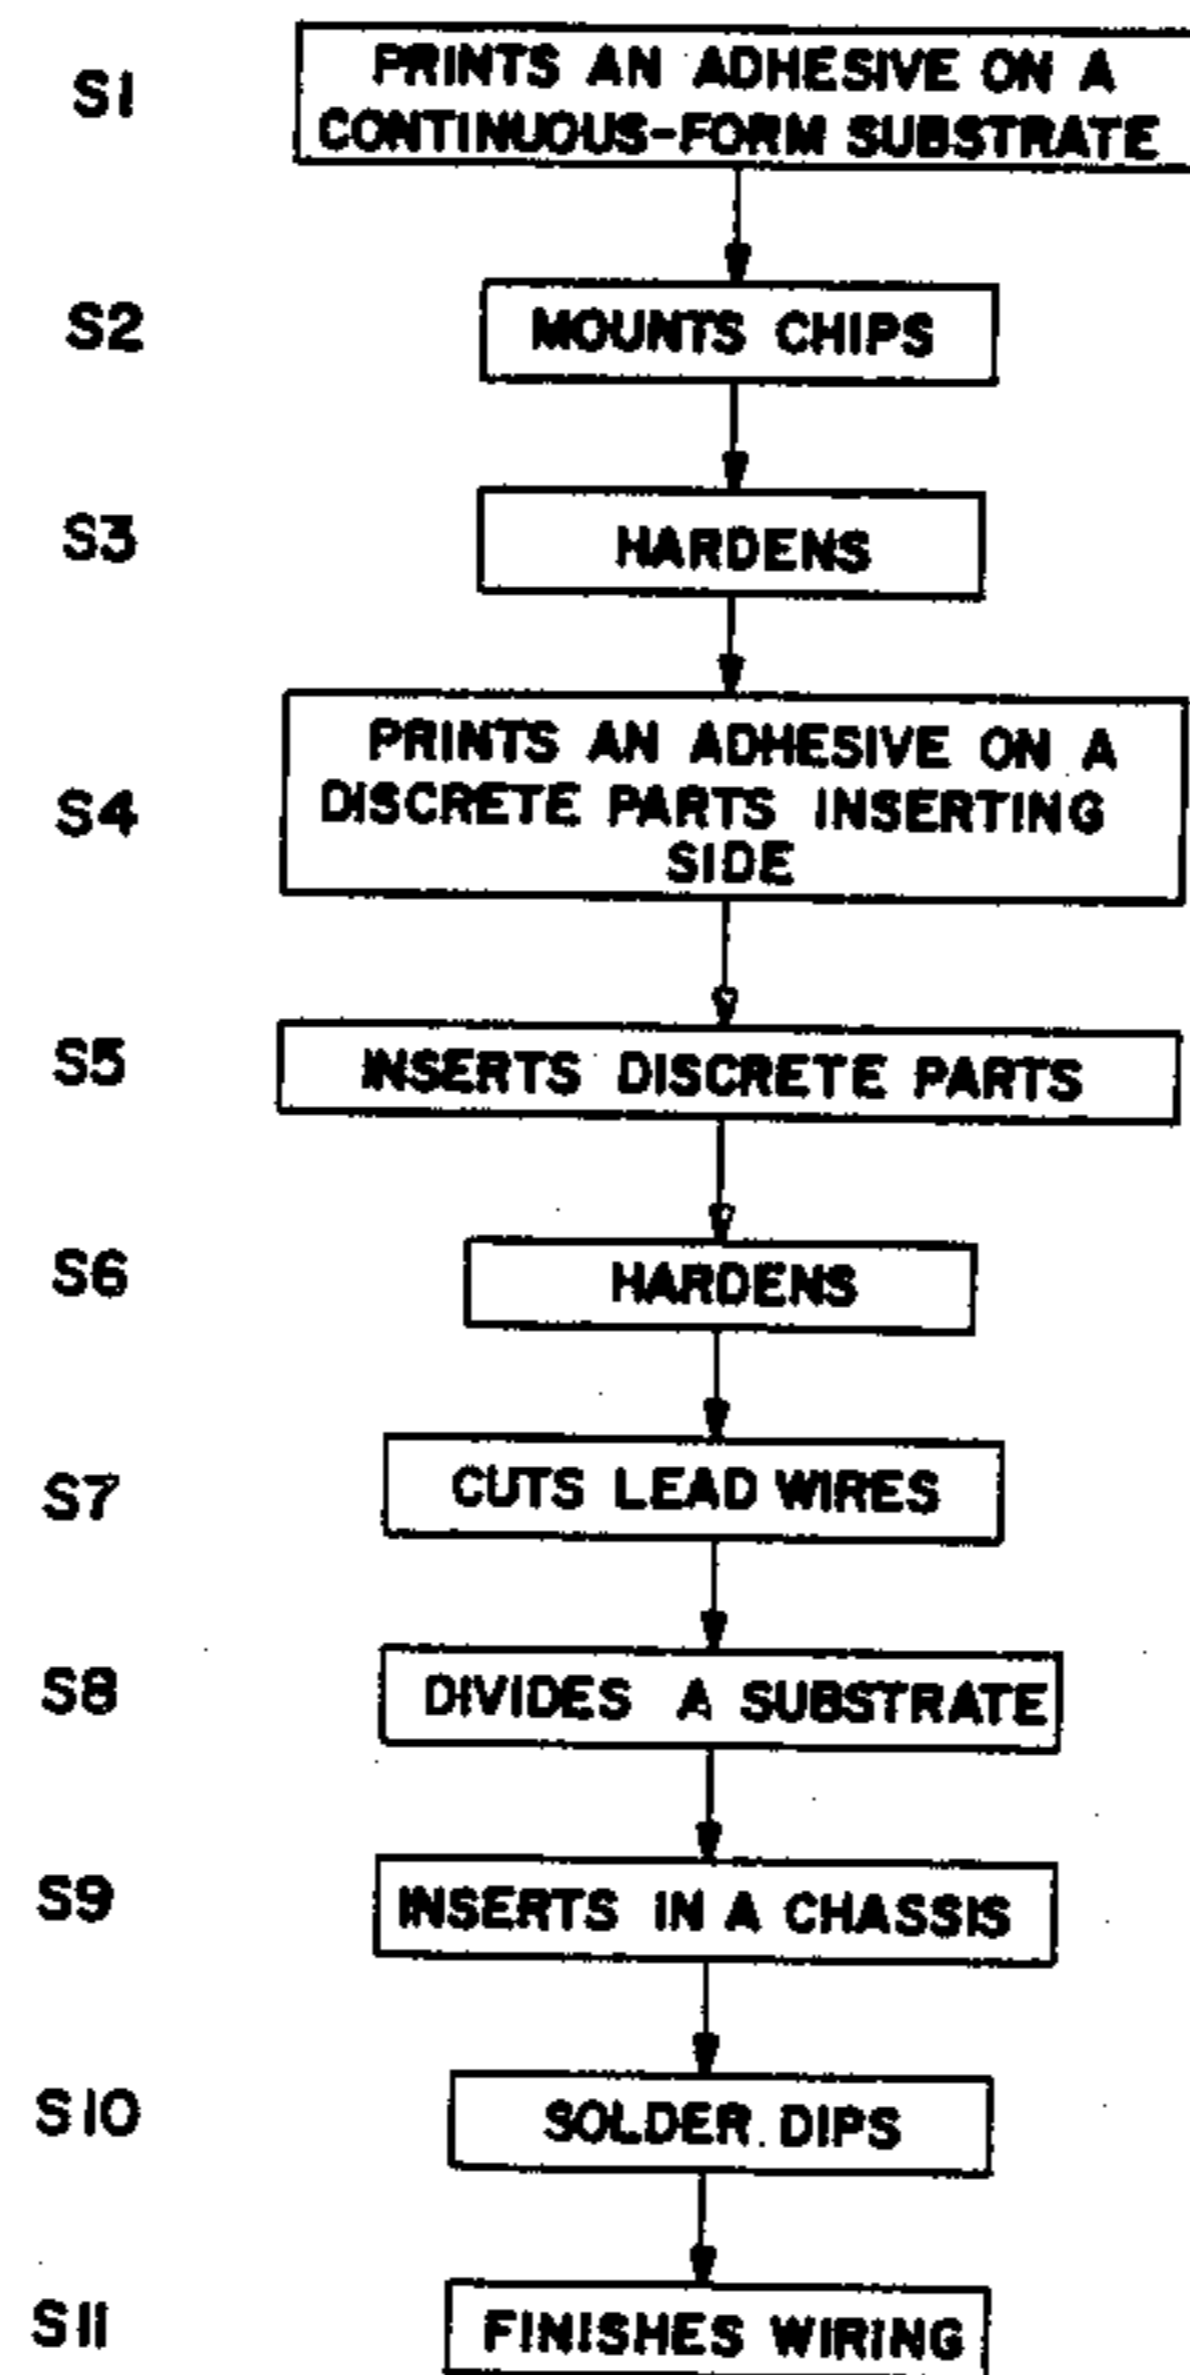 S1
PRINTS AN ADHESIVE ON A
CONTINUOUS-FORM SUBSTRATE
S2
MOUNTS CHIPS
S3
HARDENS
S4
PRINTS AN ADHESIVE ON A
DISCRETE PARTS INSERTING
SIDE
S5
INSERTS DISCRETE PARTS
S6
HARDENS
S7
CUTS LEAD WIRES
S8
DIVIDES A SUBSTRATE
S9
INSERTS IN A CHASSIS
S10
SOLDER DIPS
S11
FINISHES WIRING